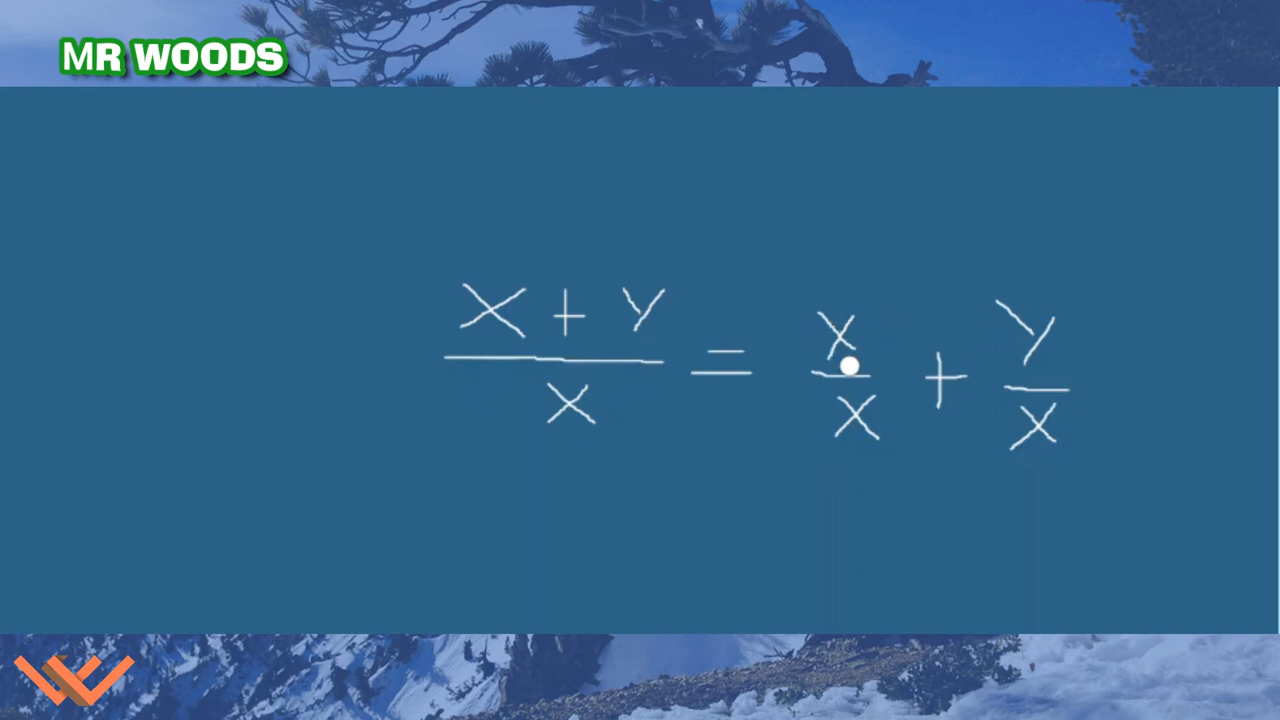 MR WOODS
X + Y / X = X / X + Y / X